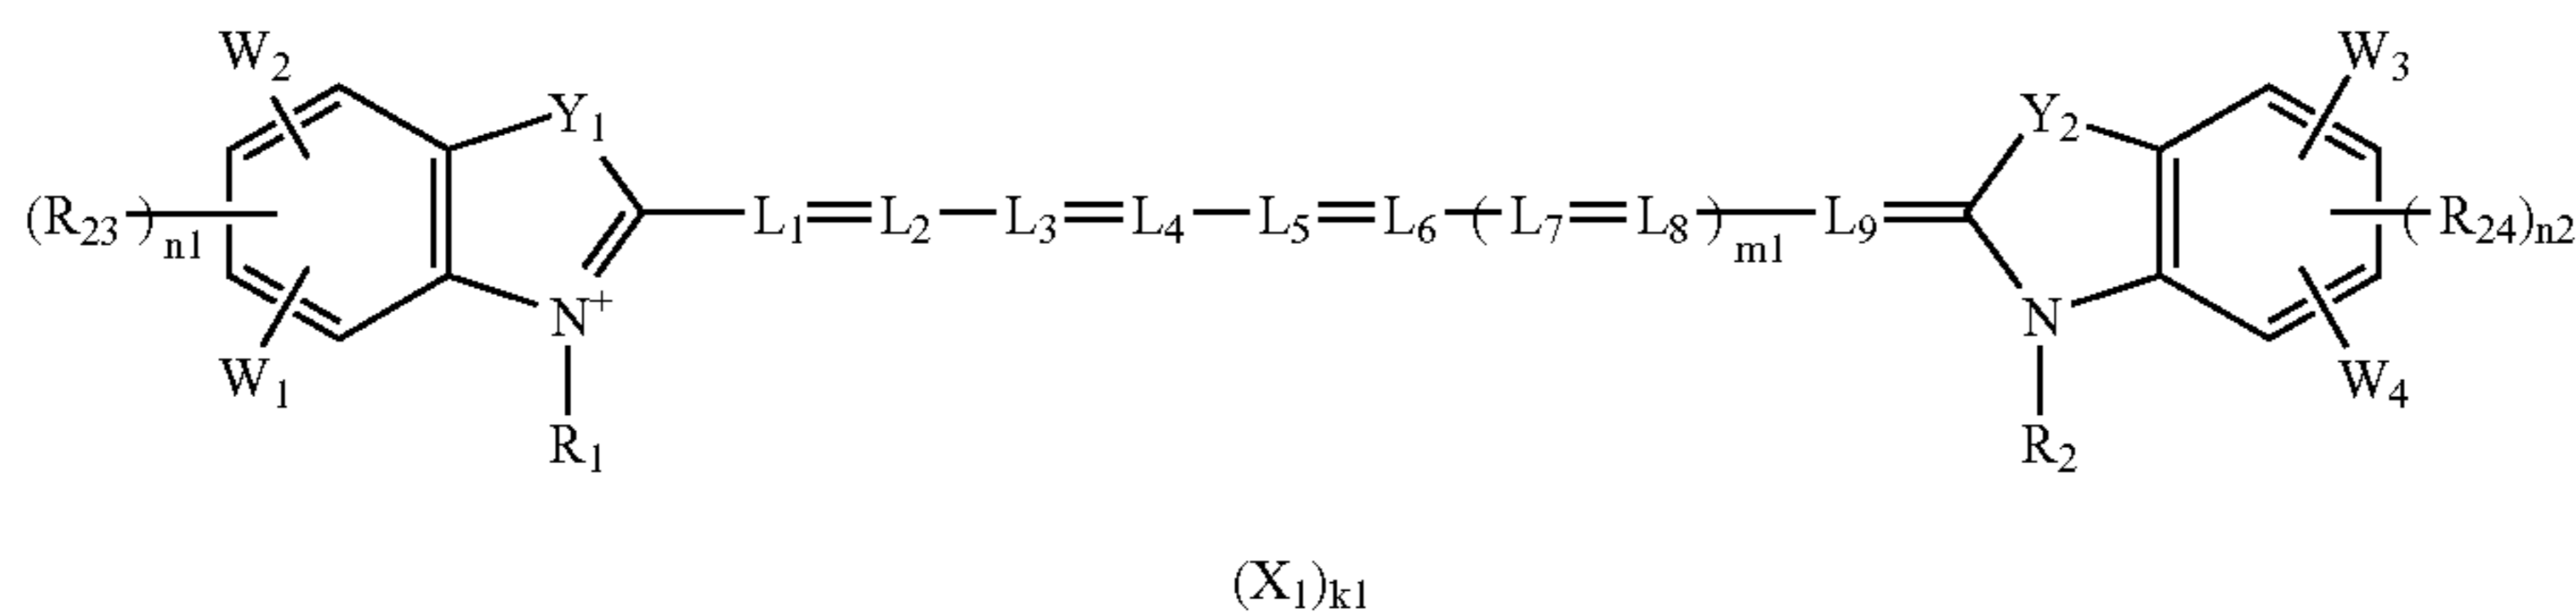 W2 W3
Y1 Y2
(R23)n1 L1=L2—L3=L4—L5=L6—(L7=L8)m1—L9= (R24)n2
N+ N
W1 W4
R1 R2
(X1)k1